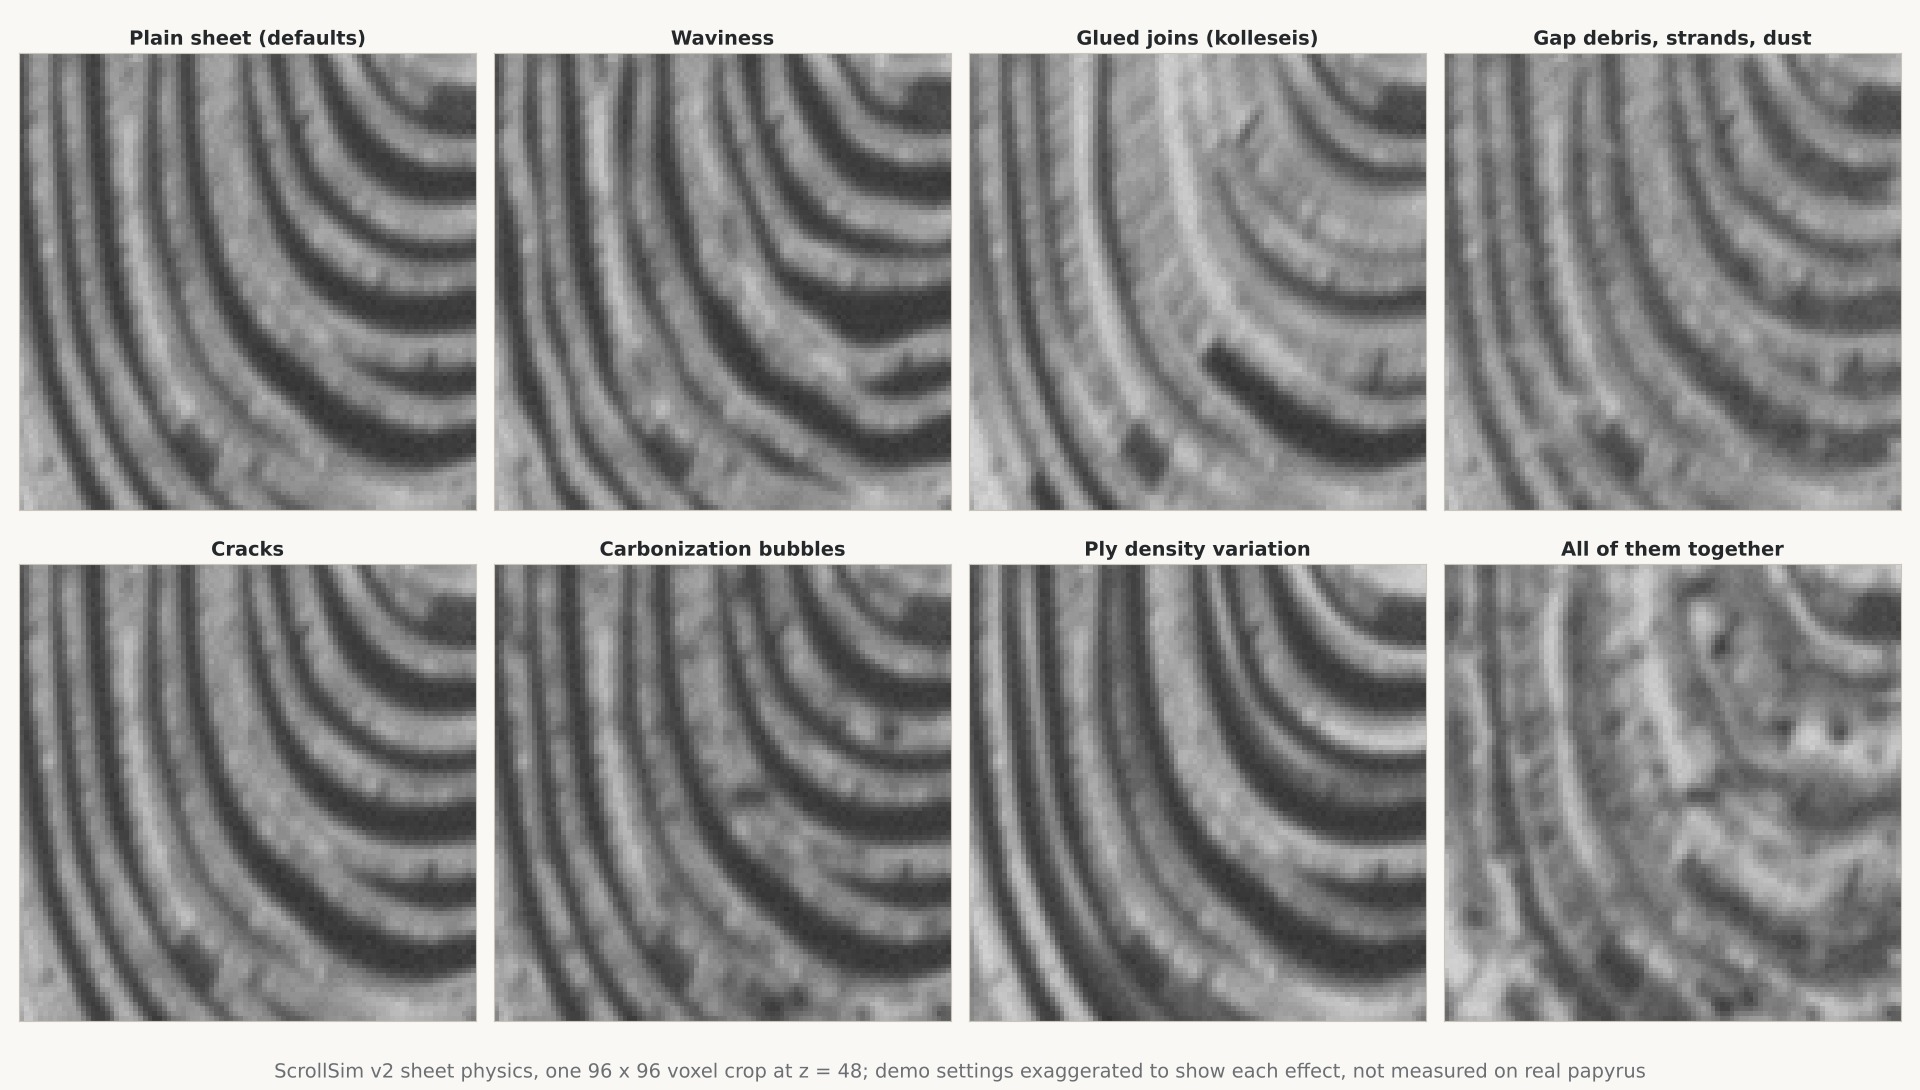 Plain sheet (defaults)
Waviness
Glued joins (kolleseis)
Gap debris, strands, dust
Cracks
Carbonization bubbles
Ply density variation
All of them together
ScrollSim v2 sheet physics, one 96 x 96 voxel crop at z = 48; demo settings exaggerated to show each effect, not measured on real papyrus